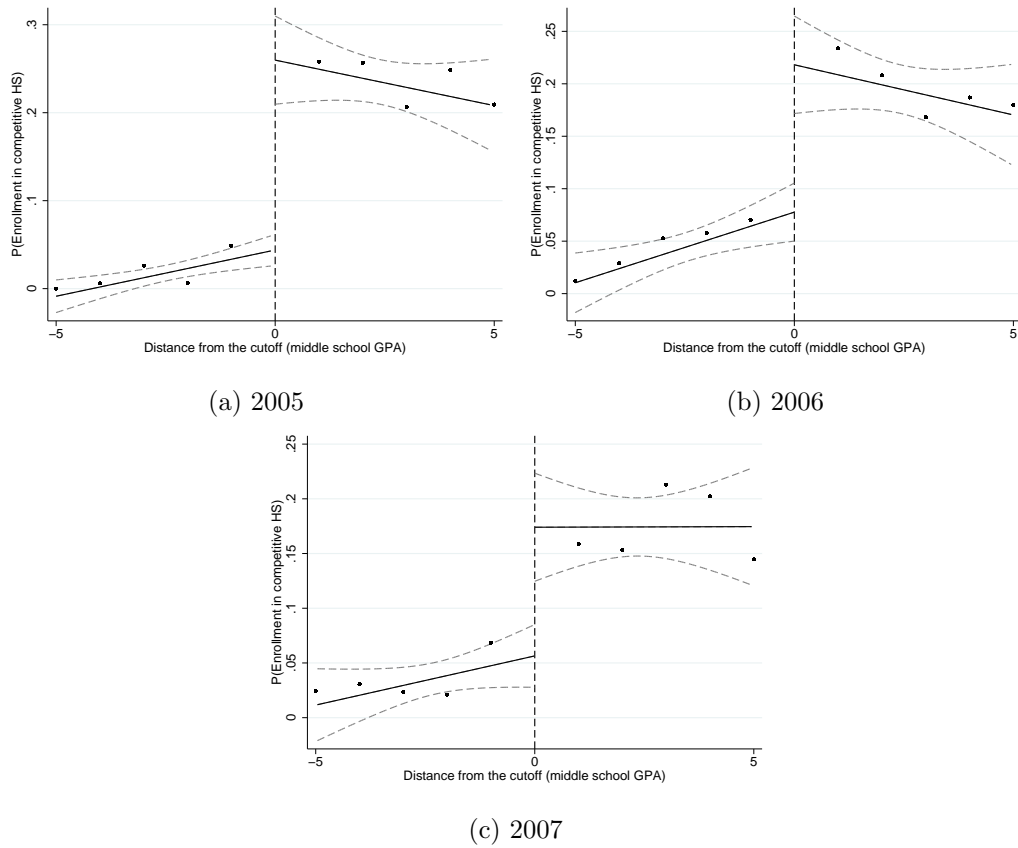 P(Enrollment in competitive HS)
.3
.2
.1
0
−5 0 5
Distance from the cutoff (middle school GPA)
(a) 2005
P(Enrollment in competitive HS)
.25
.2
.15
.1
.05
0
−5 0 5
Distance from the cutoff (middle school GPA)
(b) 2006
P(Enrollment in competitive HS)
.25
.2
.15
.1
.05
0
−5 0 5
Distance from the cutoff (middle school GPA)
(c) 2007